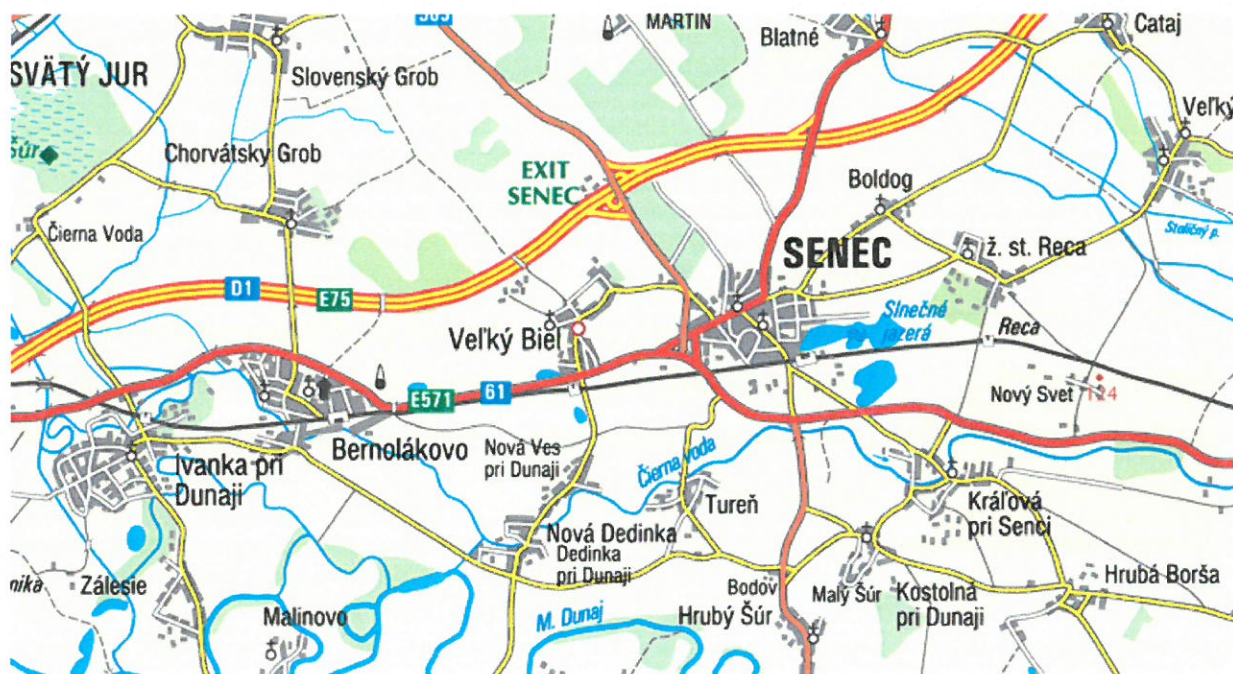 503
MARTIN
Blatné
Čataj
SVÄTÝ JUR
Slovenský Grob
Veľký
Šúr
Chorvátsky Grob
EXIT
SENEC
Boldog
Stoličný p.
Čierna Voda
SENEC
ž. st. Reca
D1
E75
Slnečné
jazerá
Reca
Veľký Biel
E571
61
Nový Svet
124
Bernolákovo
Nová Ves
pri Dunaji
Čierna voda
Ivanka pri
Dunaji
Tureň
Kráľová
pri Senci
Nová Dedinka
Dedinka
pri Dunaji
nika
Zálesie
Bodov
Malý Šúr
Kostolná
pri Dunaji
Hrubá Borša
Malinovo
M. Dunaj
Hrubý Šúr